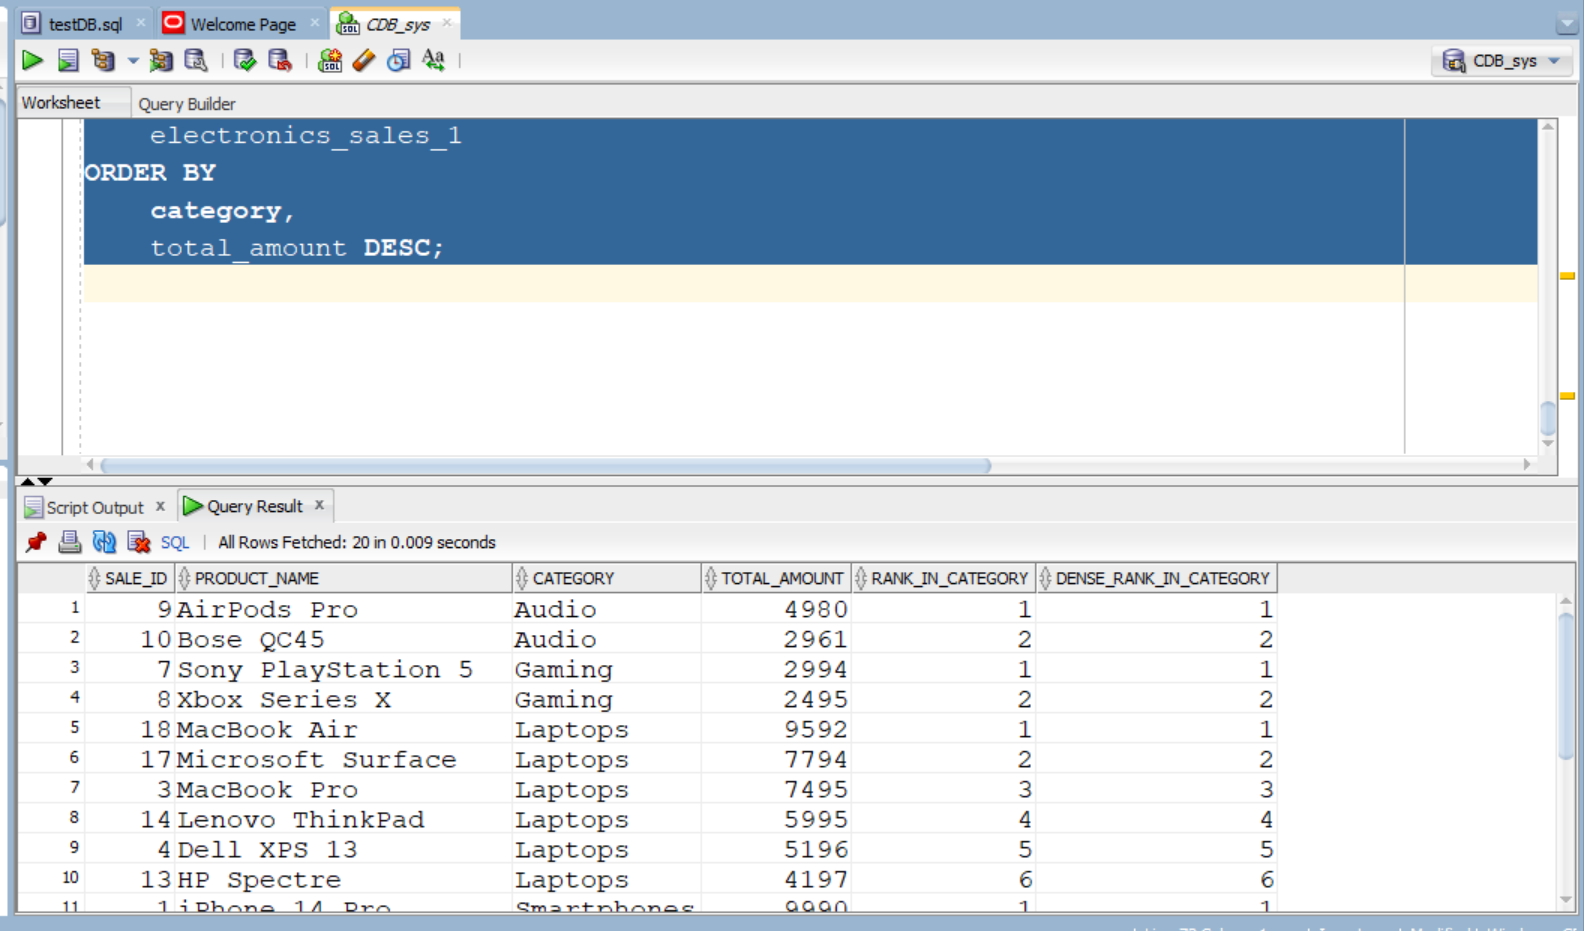 testDB.sql
Welcome Page
CDB_sys
CDB_sys
Worksheet
Query Builder
electronics_sales_1
ORDER BY
category,
total_amount DESC;
Script Output
Query Result
SQL | All Rows Fetched: 20 in 0.009 seconds
SALE_ID PRODUCT_NAME CATEGORY TOTAL_AMOUNT RANK_IN_CATEGORY DENSE_RANK_IN_CATEGORY
1 9 AirPods Pro Audio 4980 1 1
2 10 Bose QC45 Audio 2961 2 2
3 7 Sony PlayStation 5 Gaming 2994 1 1
4 8 Xbox Series X Gaming 2495 2 2
5 18 MacBook Air Laptops 9592 1 1
6 17 Microsoft Surface Laptops 7794 2 2
7 3 MacBook Pro Laptops 7495 3 3
8 14 Lenovo ThinkPad Laptops 5995 4 4
9 4 Dell XPS 13 Laptops 5196 5 5
10 13 HP Spectre Laptops 4197 6 6
11 1 iPhone 14 Pro Smartphones 9990 1 1